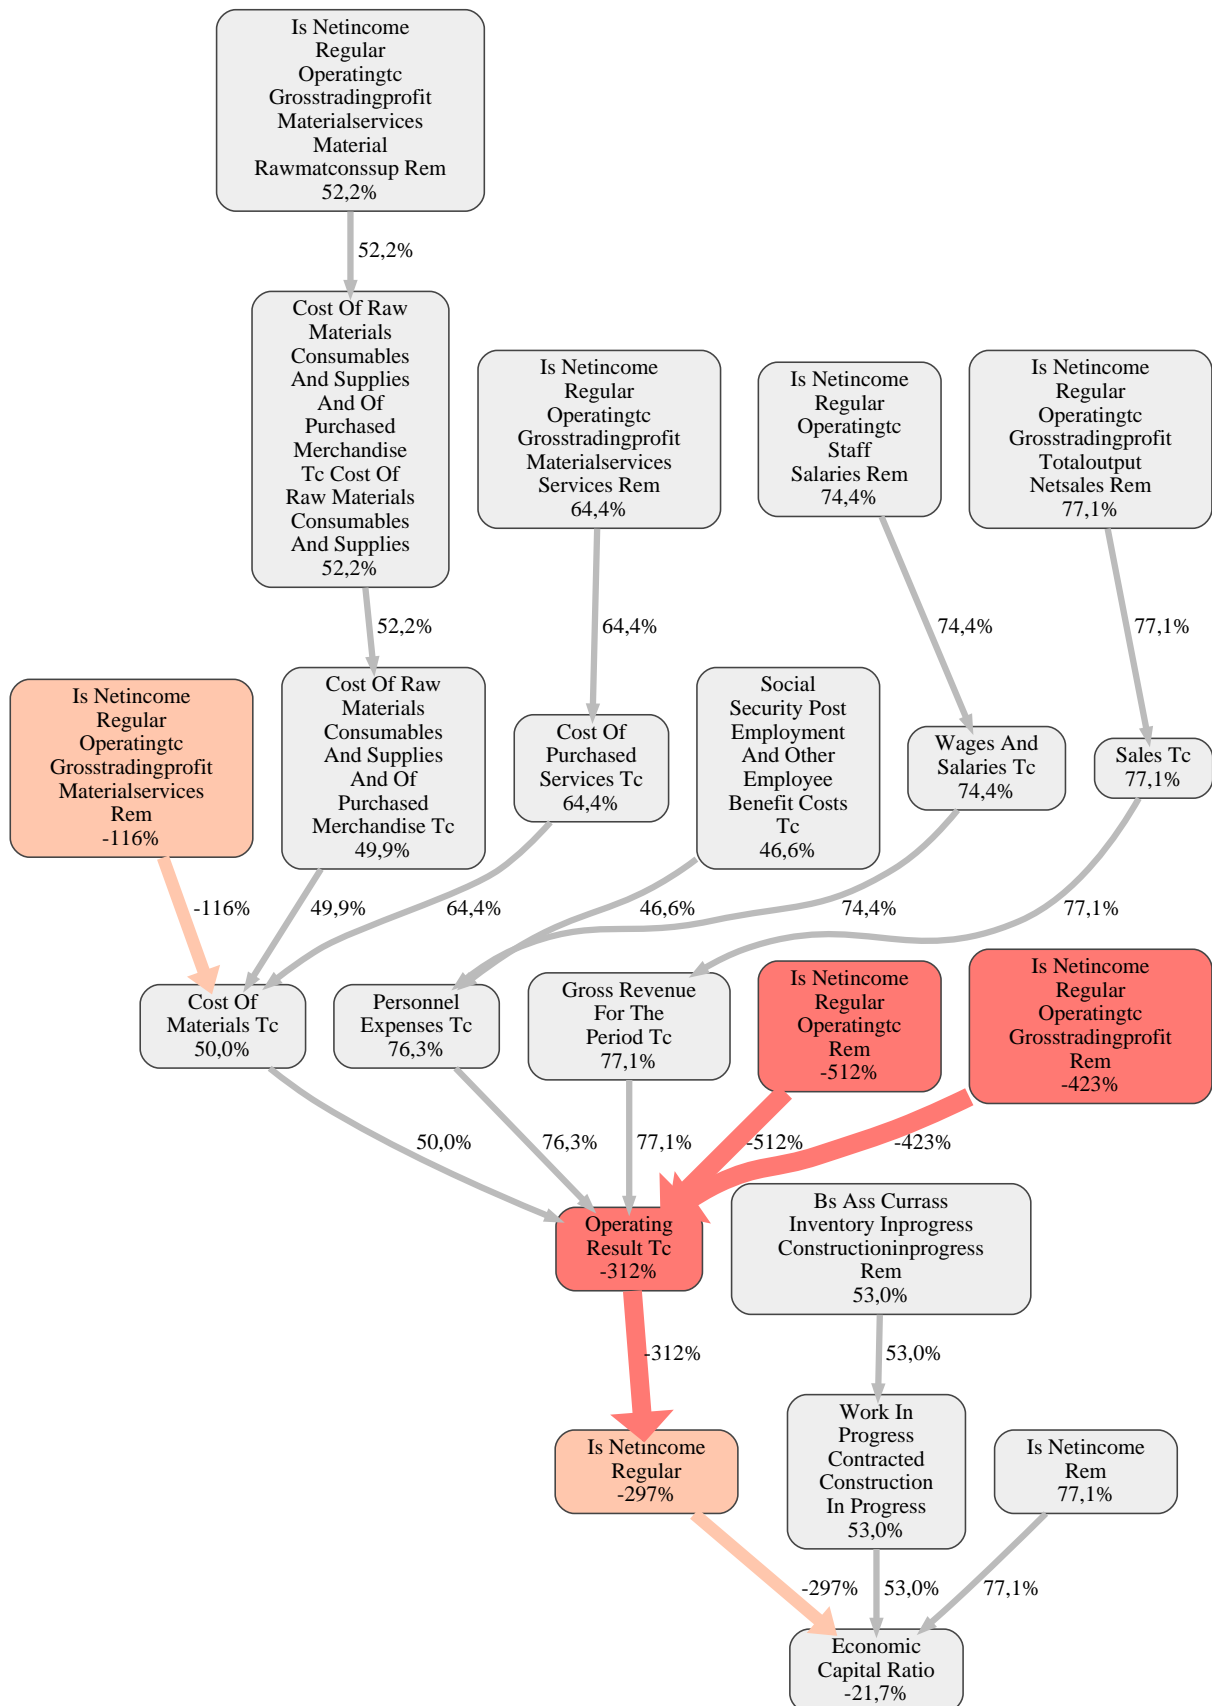 Is Netincome
Regular
Operatingtc
Grosstradingprofit
Materialservices
Material
Rawmatconssup Rem
52,2%
52,2%
Cost Of Raw
Materials
Consumables
And Supplies
And Of
Purchased
Merchandise
Tc Cost Of
Raw Materials
Consumables
And Supplies
52,2%
Is Netincome
Regular
Operatingtc
Grosstradingprofit
Materialservices
Services Rem
64,4%
Is Netincome
Regular
Operatingtc
Staff
Salaries Rem
74,4%
Is Netincome
Regular
Operatingtc
Grosstradingprofit
Totaloutput
Netsales Rem
77,1%
52,2%
64,4%
74,4%
77,1%
Is Netincome
Regular
Operatingtc
Grosstradingprofit
Materialservices
Rem
-116%
Cost Of Raw
Materials
Consumables
And Supplies
And Of
Purchased
Merchandise Tc
49,9%
Cost Of
Purchased
Services Tc
64,4%
Social
Security Post
Employment
And Other
Employee
Benefit Costs
Tc
46,6%
Wages And
Salaries Tc
74,4%
Sales Tc
77,1%
-116%
49,9%
64,4%
46,6%
74,4%
77,1%
Cost Of
Materials Tc
50,0%
Personnel
Expenses Tc
76,3%
Gross Revenue
For The
Period Tc
77,1%
Is Netincome
Regular
Operatingtc
Rem
-512%
Is Netincome
Regular
Operatingtc
Grosstradingprofit
Rem
-423%
50,0%
76,3%
77,1%
-512%
-423%
Operating
Result Tc
-312%
Bs Ass Currass
Inventory Inprogress
Constructioninprogress
Rem
53,0%
-312%
53,0%
Is Netincome
Regular
-297%
Work In
Progress
Contracted
Construction
In Progress
53,0%
Is Netincome
Rem
77,1%
-297%
53,0%
77,1%
Economic
Capital Ratio
-21,7%